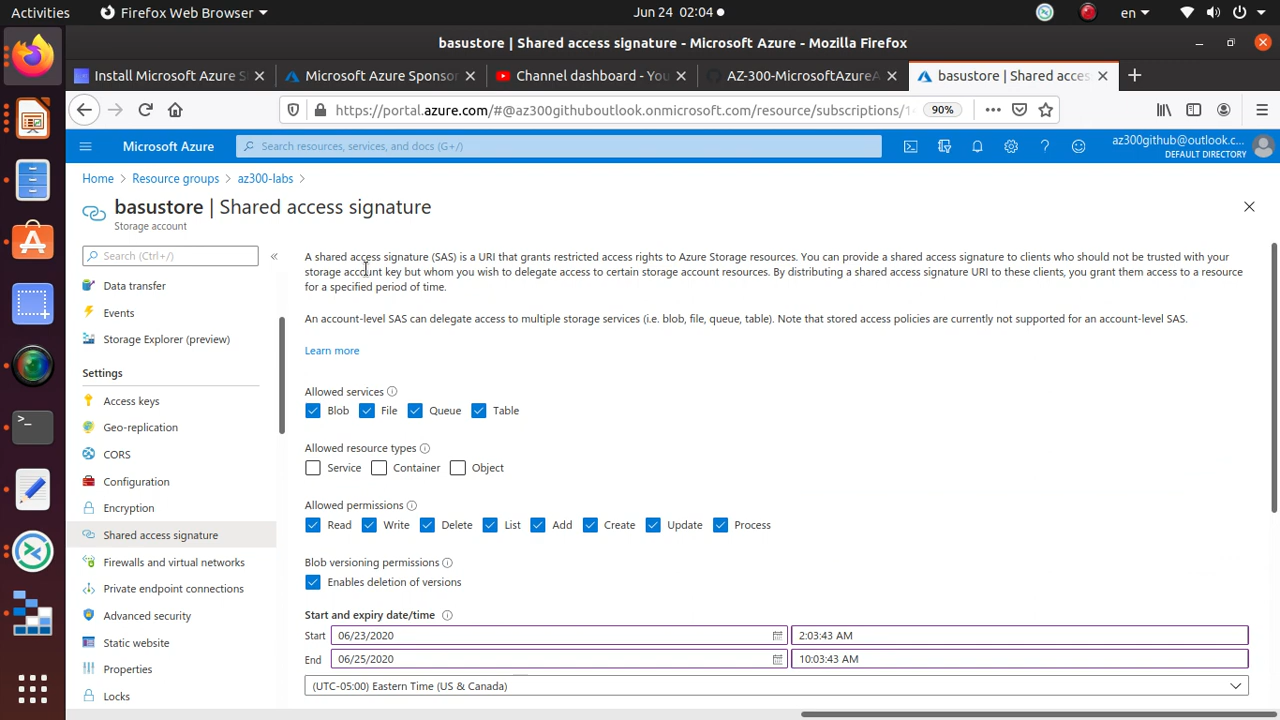 Activities
Firefox Web Browser
Jun 24 02:04
en
basustore | Shared access signature - Microsoft Azure - Mozilla Firefox
Install Microsoft Azure S
Microsoft Azure Sponsor
Channel dashboard - You
AZ-300-MicrosoftAzureA
basustore | Shared acces
https://portal.azure.com/#@az300githuboutlook.onmicrosoft.com/resource/subscriptions/1
90%
Microsoft Azure
Search resources, services, and docs (G+/)
az300github@outlook.c...
DEFAULT DIRECTORY
Home > Resource groups > az300-labs >
basustore | Shared access signature
Storage account
Search (Ctrl+/)
Data transfer
Events
Storage Explorer (preview)
Settings
Access keys
Geo-replication
CORS
Configuration
Encryption
Shared access signature
Firewalls and virtual networks
Private endpoint connections
Advanced security
Static website
Properties
Locks
A shared access signature (SAS) is a URI that grants restricted access rights to Azure Storage resources. You can provide a shared access signature to clients who should not be trusted with your
storage account key but whom you wish to delegate access to certain storage account resources. By distributing a shared access signature URI to these clients, you grant them access to a resource
for a specified period of time.
An account-level SAS can delegate access to multiple storage services (i.e. blob, file, queue, table). Note that stored access policies are currently not supported for an account-level SAS.
Learn more
Allowed services
Blob File Queue Table
Allowed resource types
Service Container Object
Allowed permissions
Read Write Delete List Add Create Update Process
Blob versioning permissions
Enables deletion of versions
Start and expiry date/time
Start 06/23/2020 2:03:43 AM
End 06/25/2020 10:03:43 AM
(UTC-05:00) Eastern Time (US & Canada)